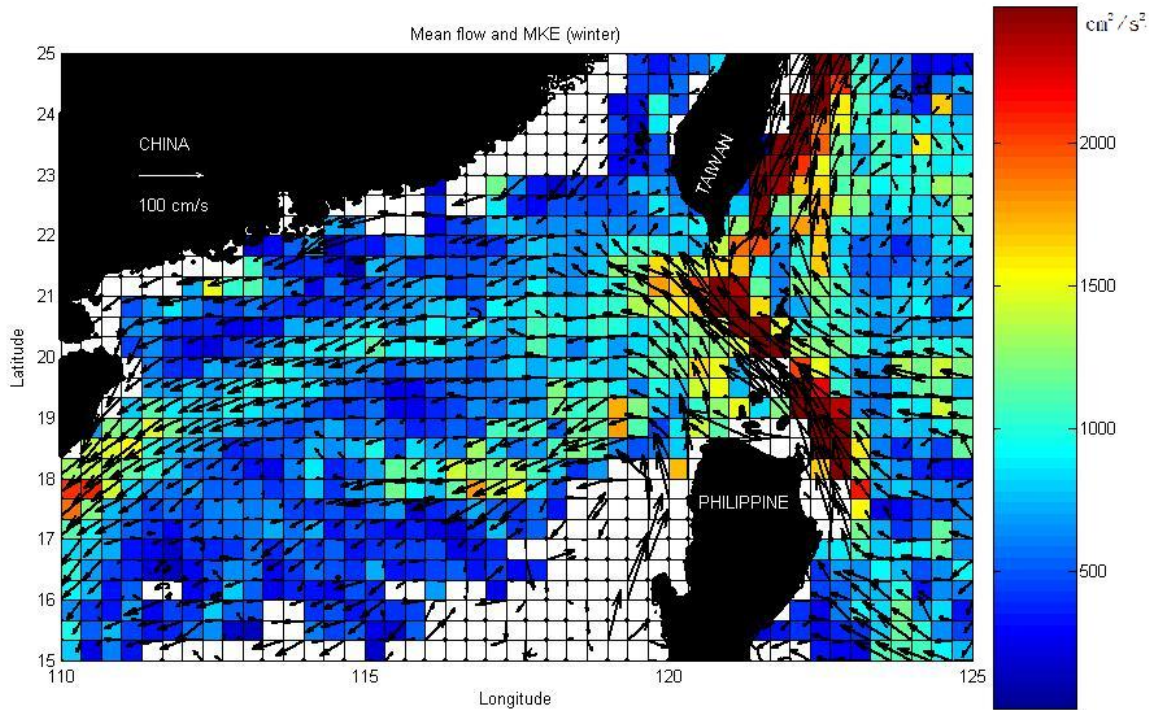 Mean flow and MKE (winter)
cm²/s²
25
24
23
22
21
20
19
18
17
16
15
Latitude
CHINA
100 cm/s
TAIWAN
PHILIPPINE
110
115
120
125
Longitude
2000
1500
1000
500